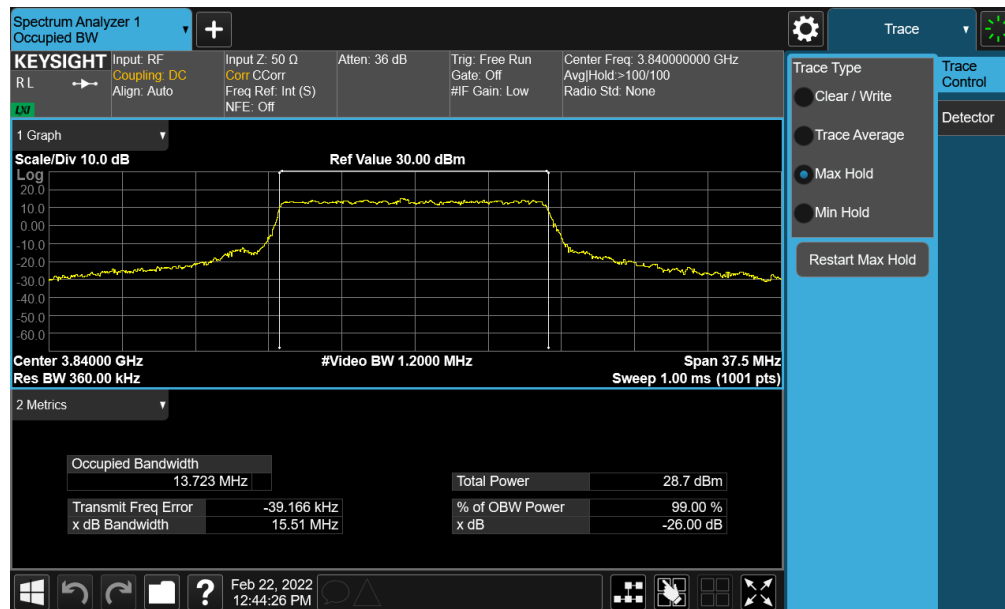 Spectrum Analyzer 1
Occupied BW
+
Trace
KEYSIGHT
RL
LXI
Input: RF
Coupling: DC
Align: Auto
Input Z: 50 Ω
Corr CCorr
Freq Ref: Int (S)
NFE: Off
Atten: 36 dB
Trig: Free Run
Gate: Off
#IF Gain: Low
Center Freq: 3.840000000 GHz
Avg|Hold:>100/100
Radio Std: None
Trace Type
Clear / Write
Trace Average
Max Hold
Min Hold
Restart Max Hold
Trace
Control
Detector
1 Graph
Scale/Div 10.0 dB
Ref Value 30.00 dBm
Log
20.0
10.0
0.00
-10.0
-20.0
-30.0
-40.0
-50.0
-60.0
Center 3.84000 GHz
#Video BW 1.2000 MHz
Span 37.5 MHz
Res BW 360.00 kHz
Sweep 1.00 ms (1001 pts)
2 Metrics
Occupied Bandwidth
13.723 MHz
Total Power 28.7 dBm
Transmit Freq Error -39.166 kHz
% of OBW Power 99.00 %
x dB Bandwidth 15.51 MHz
x dB -26.00 dB
?
Feb 22, 2022
12:44:26 PM